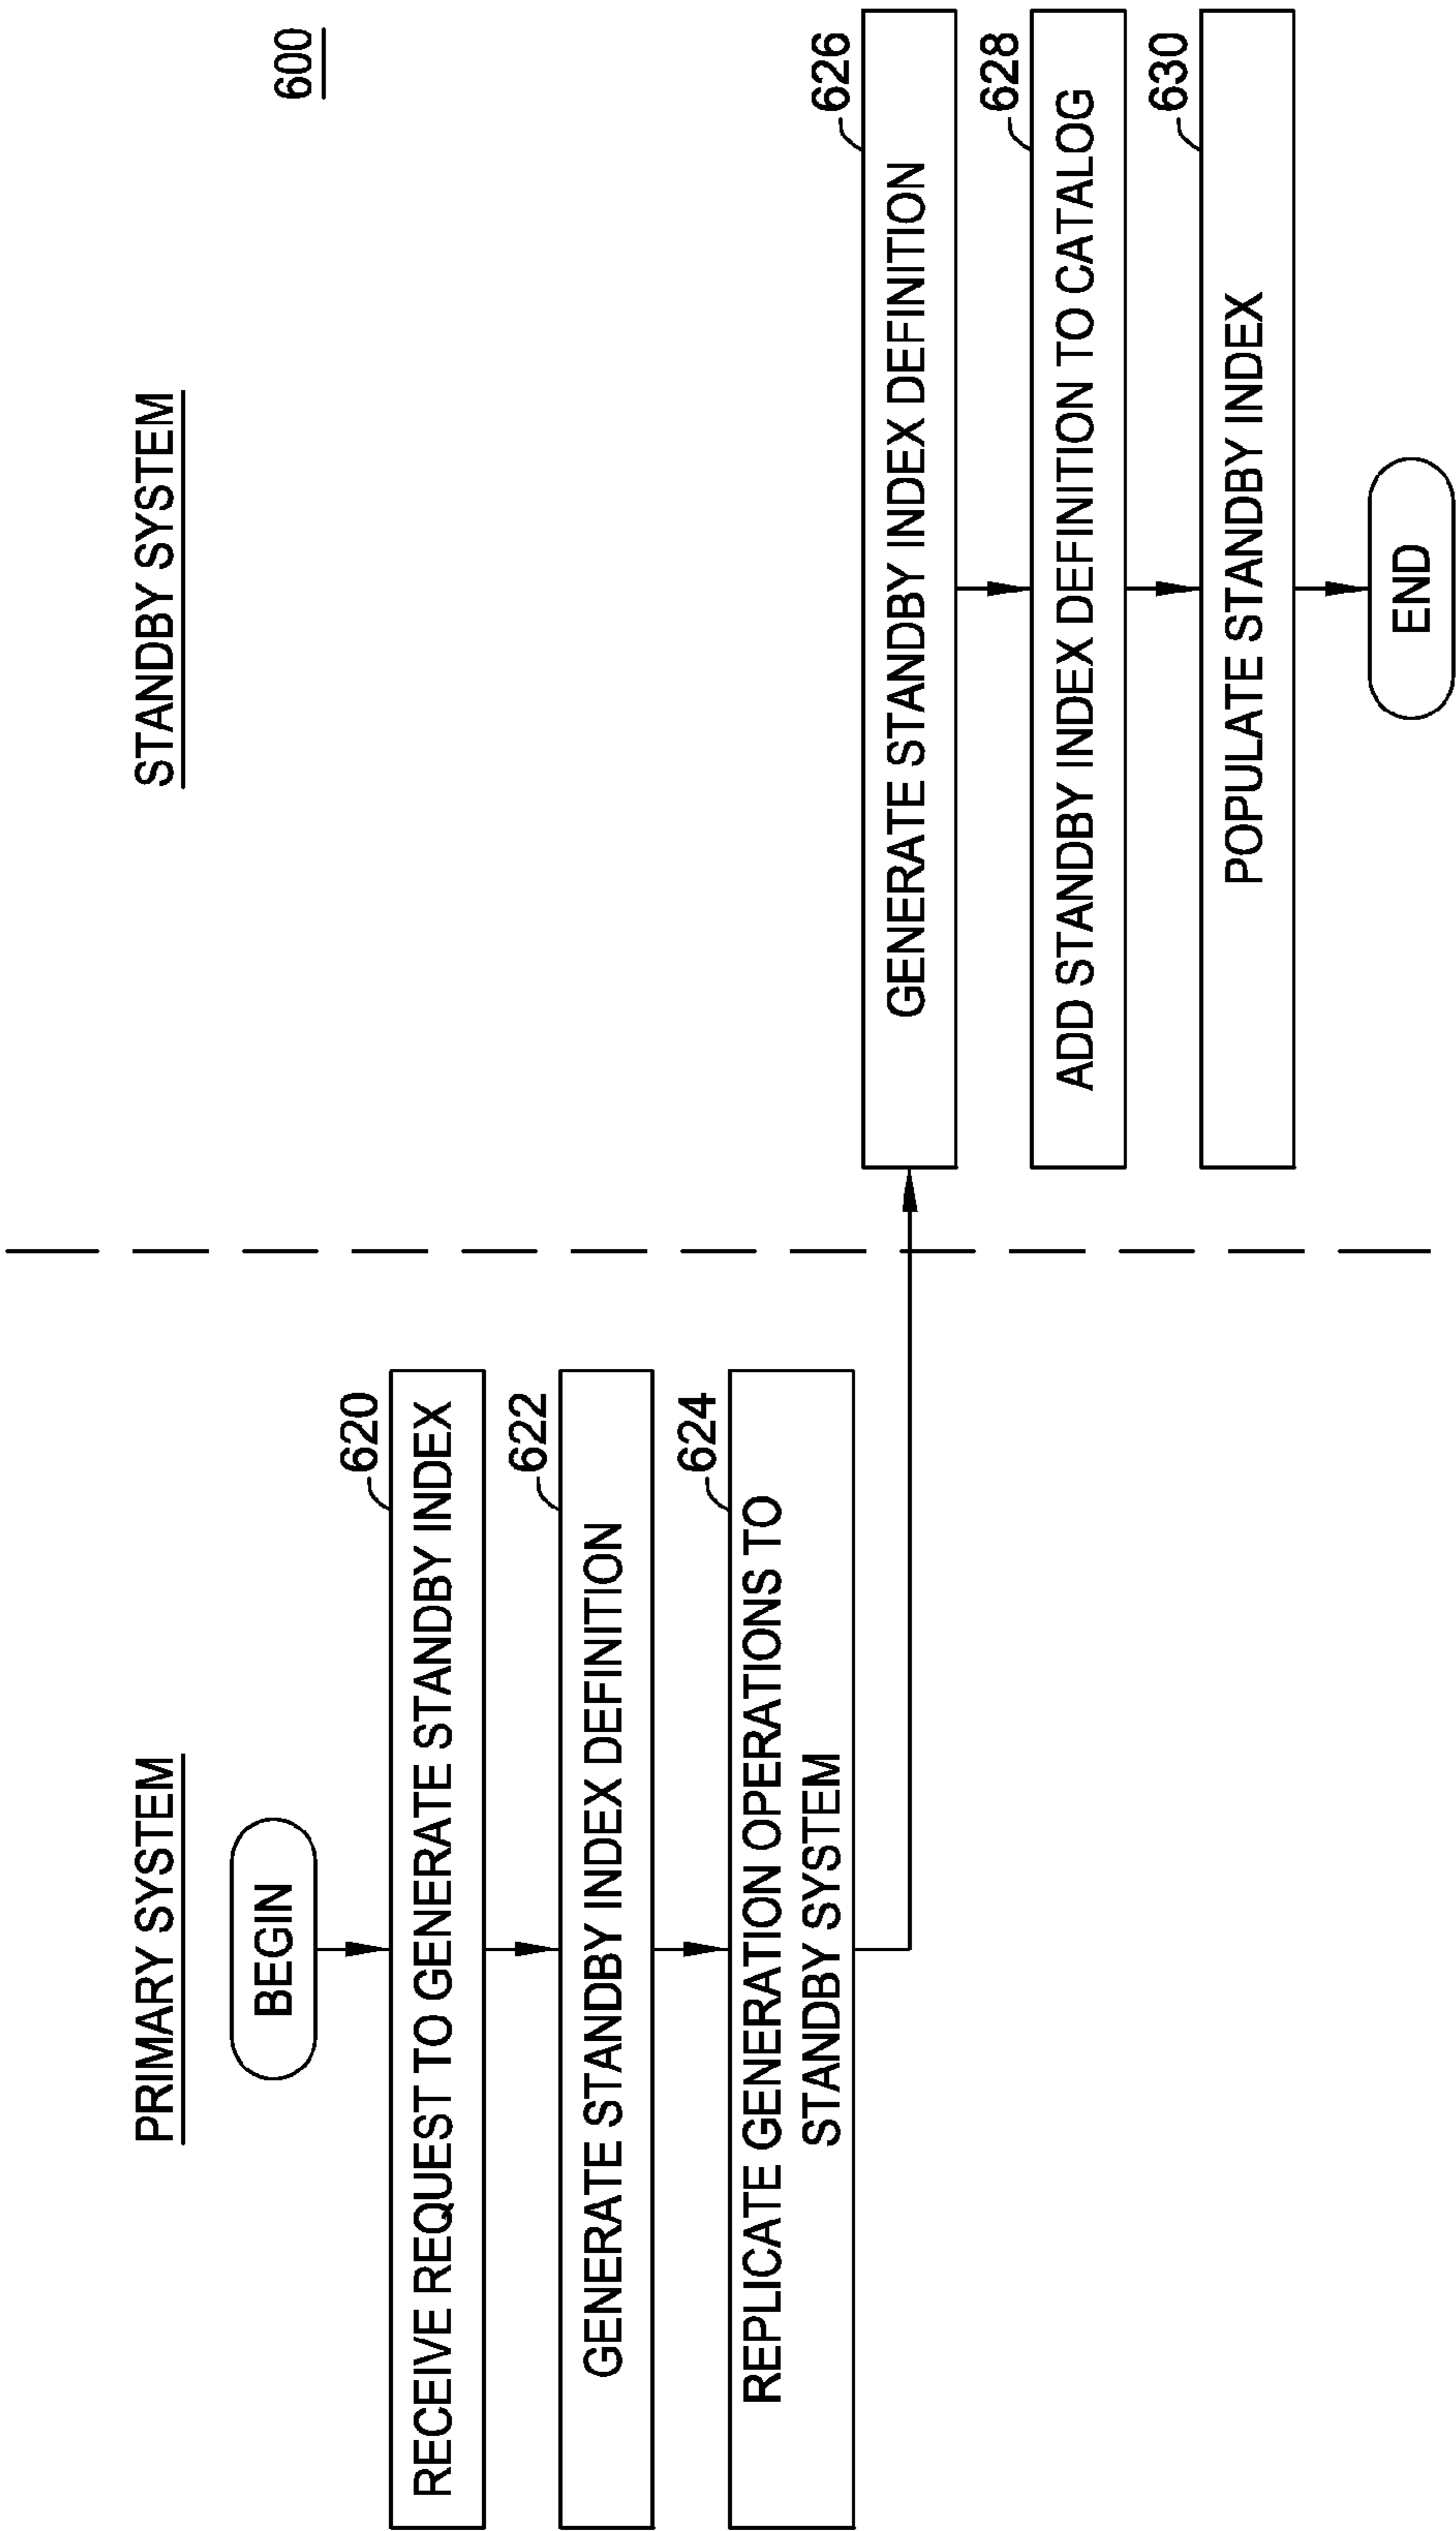 600
PRIMARY SYSTEM
BEGIN
620
RECEIVE REQUEST TO GENERATE STANDBY INDEX
622
GENERATE STANDBY INDEX DEFINITION
624
REPLICATE GENERATION OPERATIONS TO
STANDBY SYSTEM
STANDBY SYSTEM
626
GENERATE STANDBY INDEX DEFINITION
628
ADD STANDBY INDEX DEFINITION TO CATALOG
630
POPULATE STANDBY INDEX
END